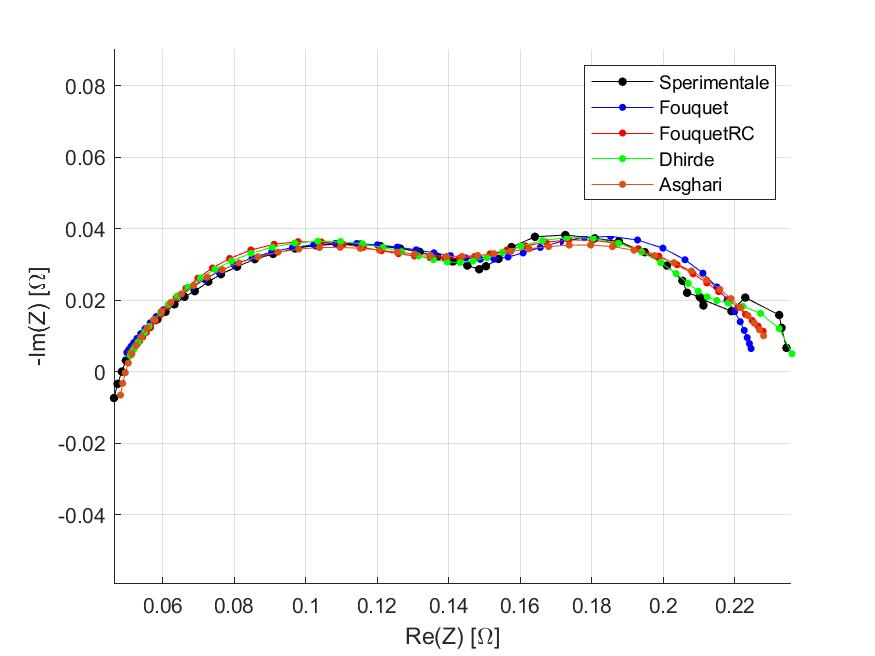 0.08
0.06
0.04
0.02
0
-0.02
-0.04
-Im(Z) [Ω]
Sperimentale
Fouquet
FouquetRC
Dhirde
Asghari
0.06 0.08 0.1 0.12 0.14 0.16 0.18 0.2 0.22
Re(Z) [Ω]